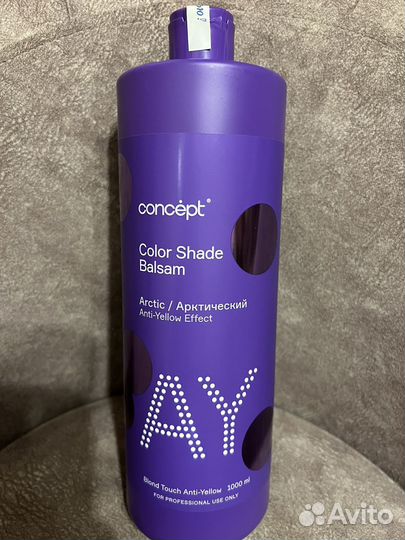 concépt
Color Shade
Balsam
Arctic / Арктический
Anti-Yellow Effect
AY
Blond Touch Anti-Yellow 1000 ml
FOR PROFESSIONAL USE ONLY
Avito